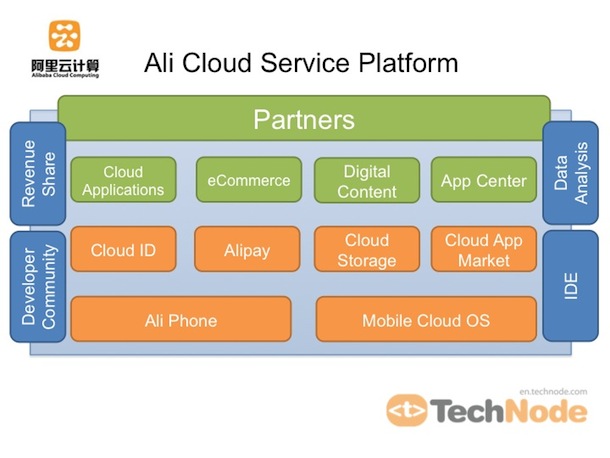 阿里云计算
Alibaba Cloud Computing
Ali Cloud Service Platform
Partners
Revenue
Share
Cloud
Applications
eCommerce
Digital
Content
App Center
Data
Analysis
Developer
Community
Cloud ID
Alipay
Cloud
Storage
Cloud App
Market
IDE
Ali Phone
Mobile Cloud OS
en.technode.com
<t> TechNode